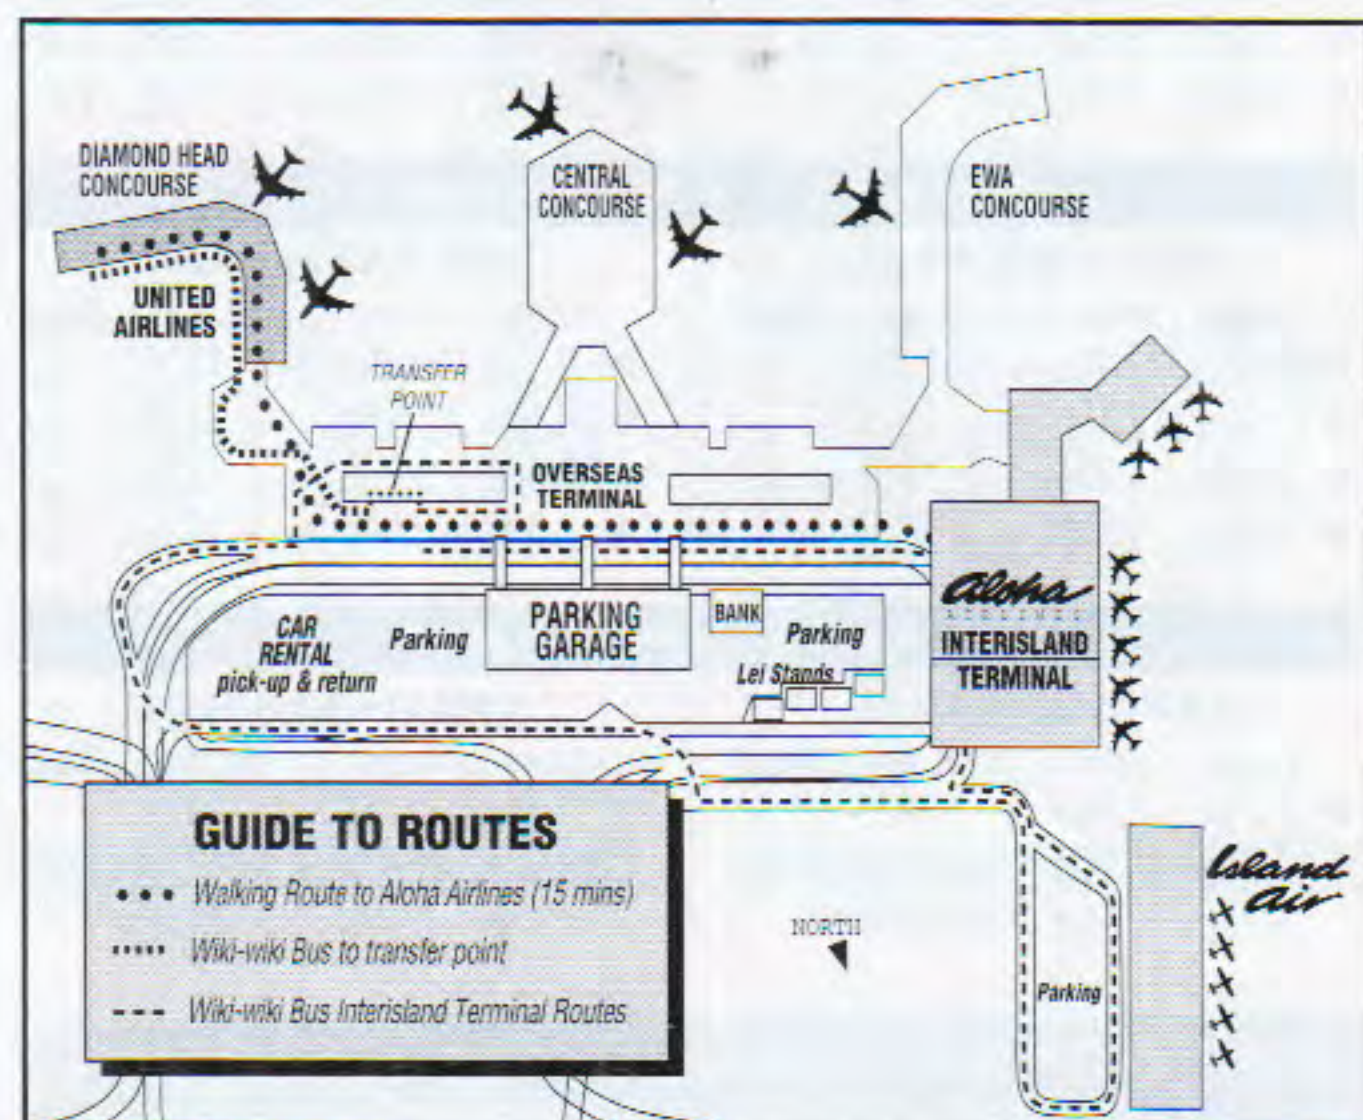 DIAMOND HEAD
CONCOURSE
CENTRAL
CONCOURSE
EWA
CONCOURSE
UNITED
AIRLINES
TRANSFER
POINT
OVERSEAS
TERMINAL
CAR
RENTAL
pick-up & return
Parking
PARKING
GARAGE
BANK
Parking
Lei Stands
Aloha
AIRLINES
INTERISLAND
TERMINAL
GUIDE TO ROUTES
Walking Route to Aloha Airlines (15 mins)
Wiki-wiki Bus to transfer point
Wiki-wiki Bus Interisland Terminal Routes
NORTH
Parking
Island
Air